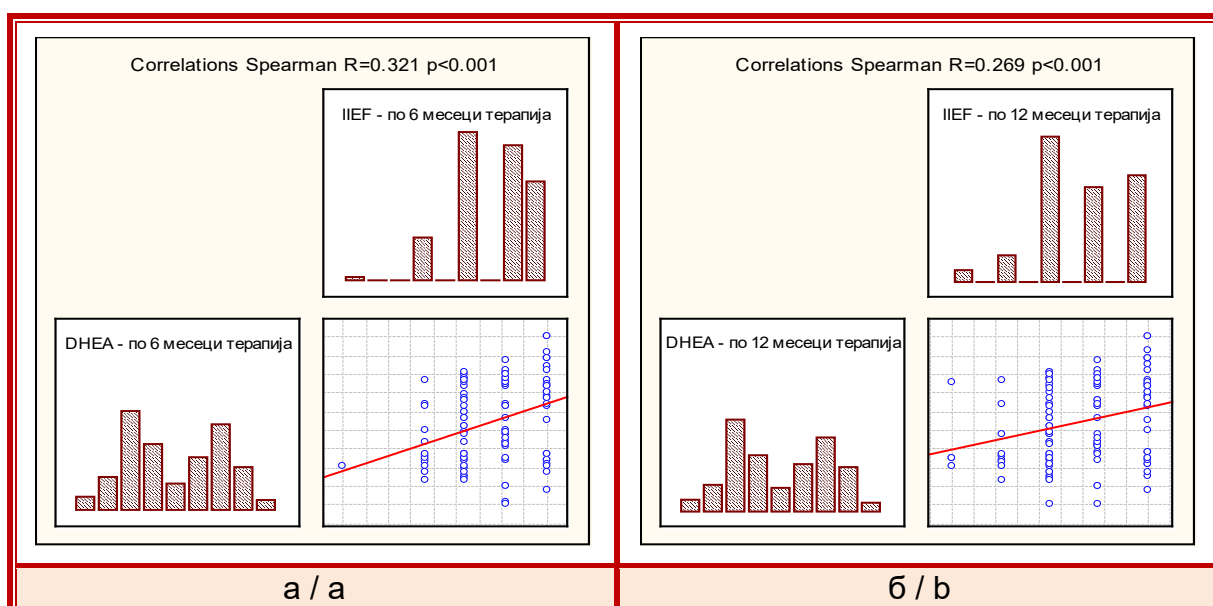 Correlations Spearman R=0.321 p<0.001
IIEF - по 6 месеци терапија
DHEA - по 6 месеци терапија
а / a
Correlations Spearman R=0.269 p<0.001
IIEF - по 12 месеци терапија
DHEA - по 12 месеци терапија
б / b